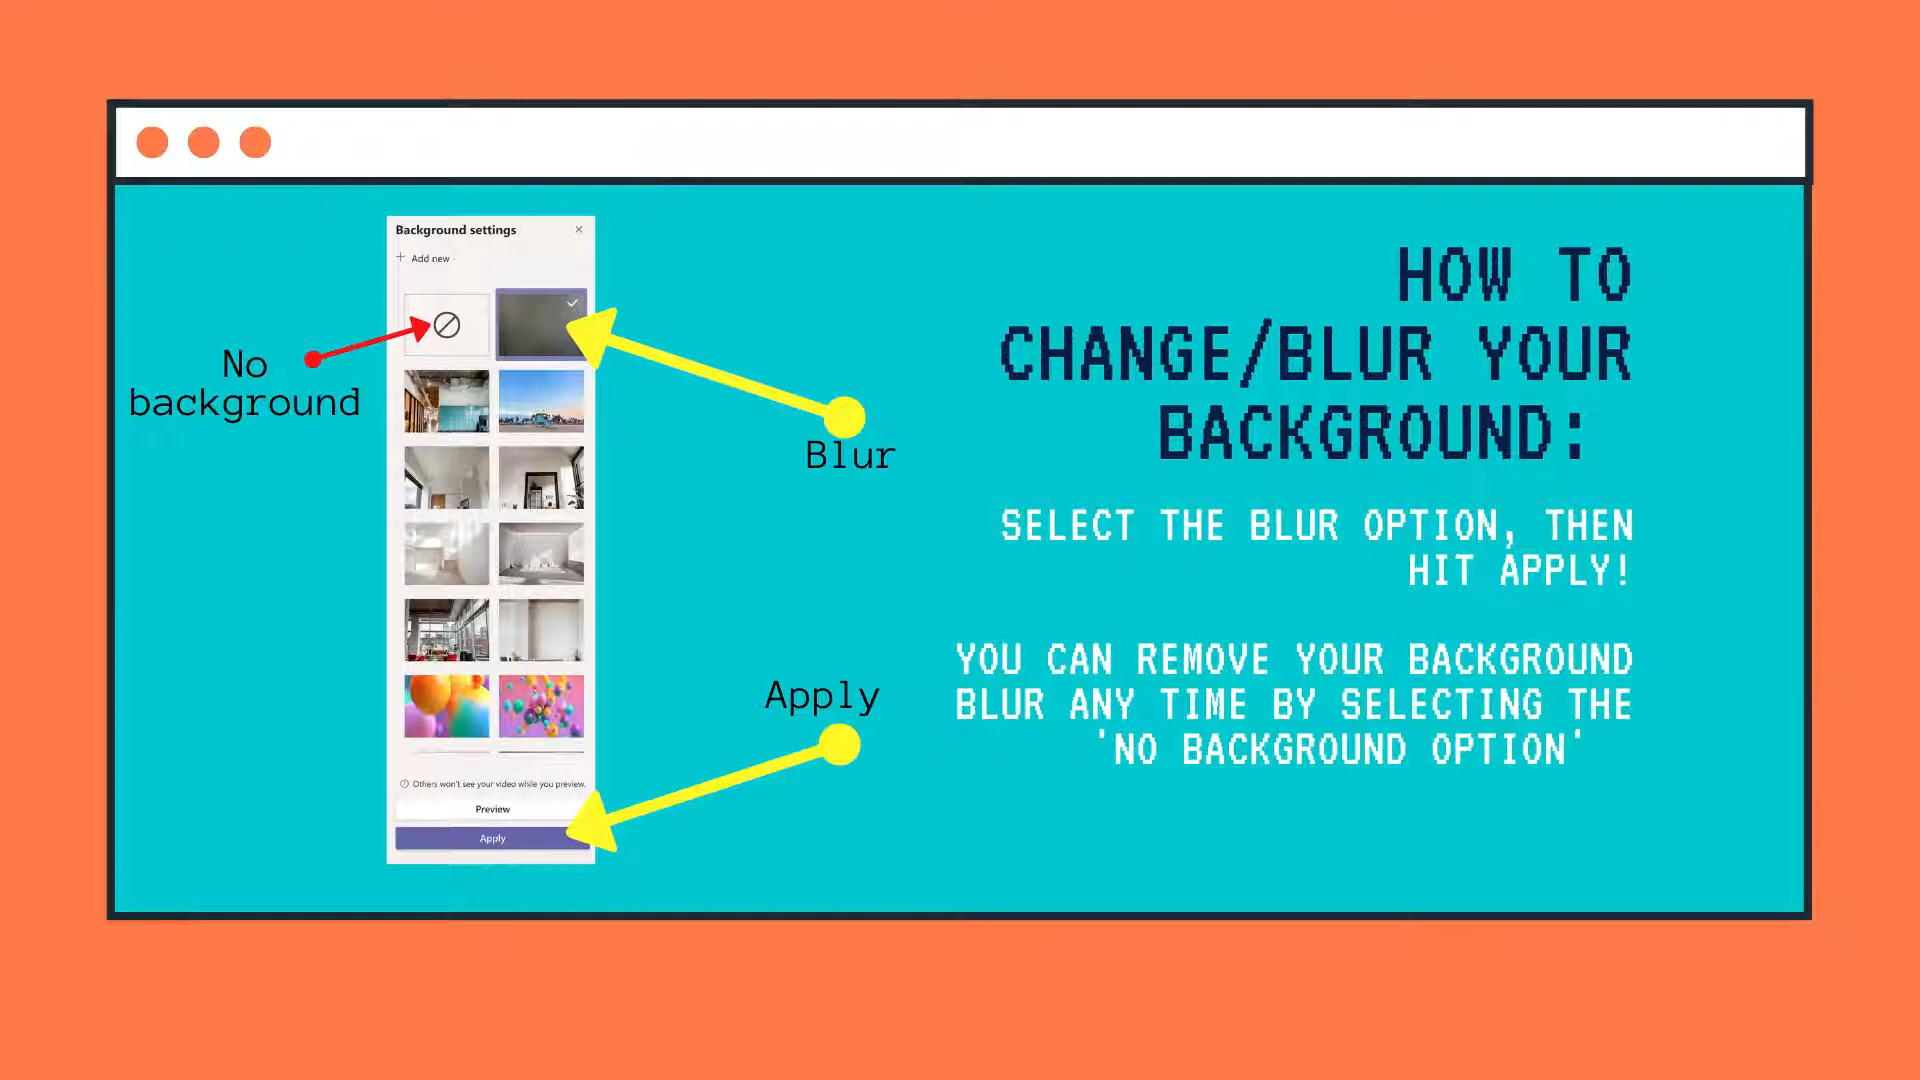 Background settings
Add new
No
background
Blur
Apply
Others won't see your video while you preview.
Preview
Apply
HOW TO
CHANGE/BLUR YOUR
BACKGROUND:
SELECT THE BLUR OPTION, THEN
HIT APPLY!
YOU CAN REMOVE YOUR BACKGROUND
BLUR ANY TIME BY SELECTING THE
'NO BACKGROUND OPTION'